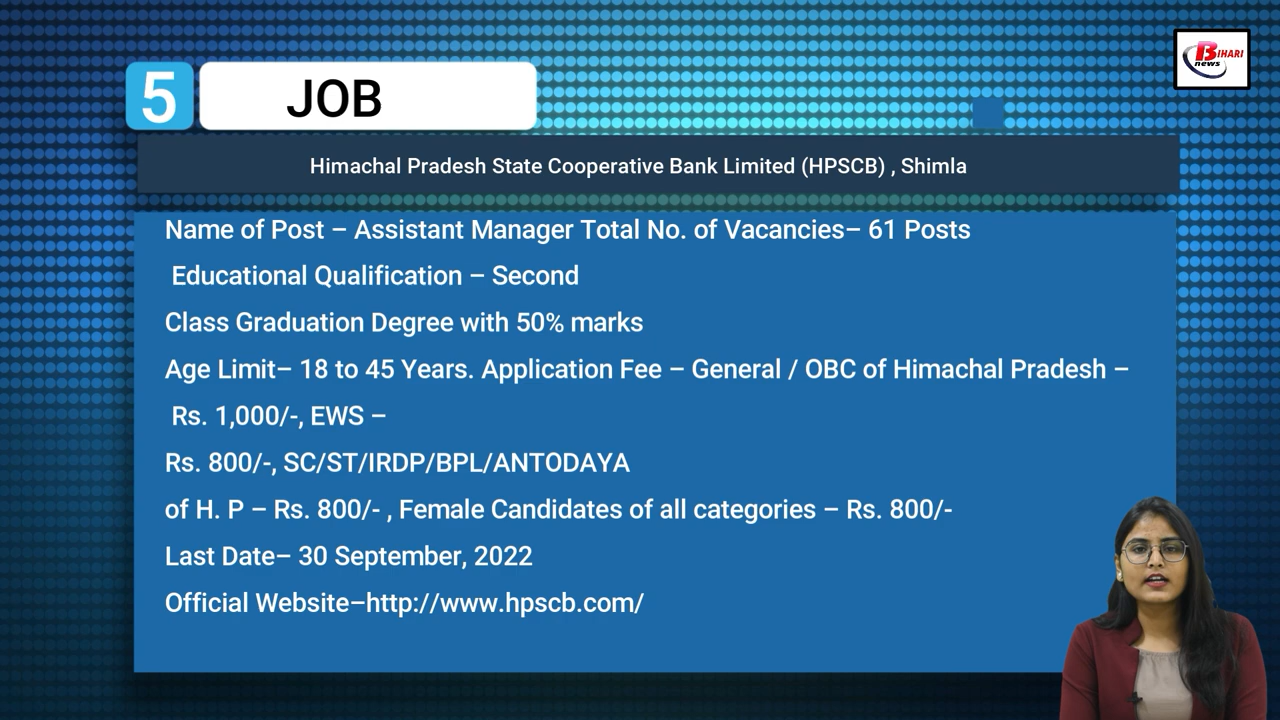 BIHARI
news
5 JOB
Himachal Pradesh State Cooperative Bank Limited (HPSCB) , Shimla
Name of Post – Assistant Manager Total No. of Vacancies– 61 Posts
Educational Qualification – Second
Class Graduation Degree with 50% marks
Age Limit– 18 to 45 Years. Application Fee – General / OBC of Himachal Pradesh –
Rs. 1,000/-, EWS –
Rs. 800/-, SC/ST/IRDP/BPL/ANTODAYA
of H. P – Rs. 800/- , Female Candidates of all categories – Rs. 800/-
Last Date– 30 September, 2022
Official Website–http://www.hpscb.com/